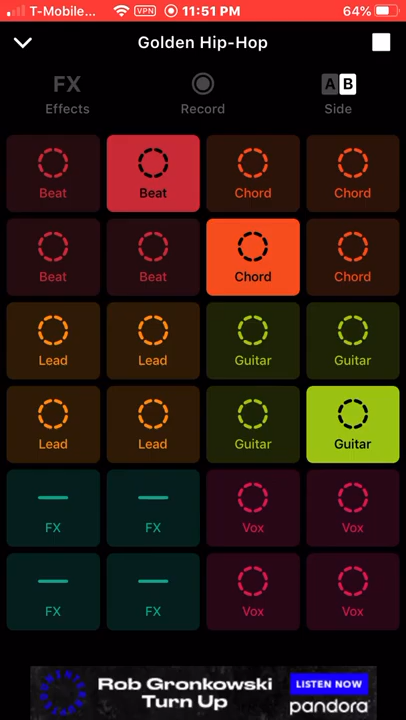 T-Mobile... VPN 11:51 PM 64%
Golden Hip-Hop
FX A B
Effects Record Side
Beat Beat Chord Chord
Beat Beat Chord Chord
Lead Lead Guitar Guitar
Lead Lead Guitar Guitar
FX FX Vox Vox
FX FX Vox Vox
Rob Gronkowski LISTEN NOW
Turn Up pandora